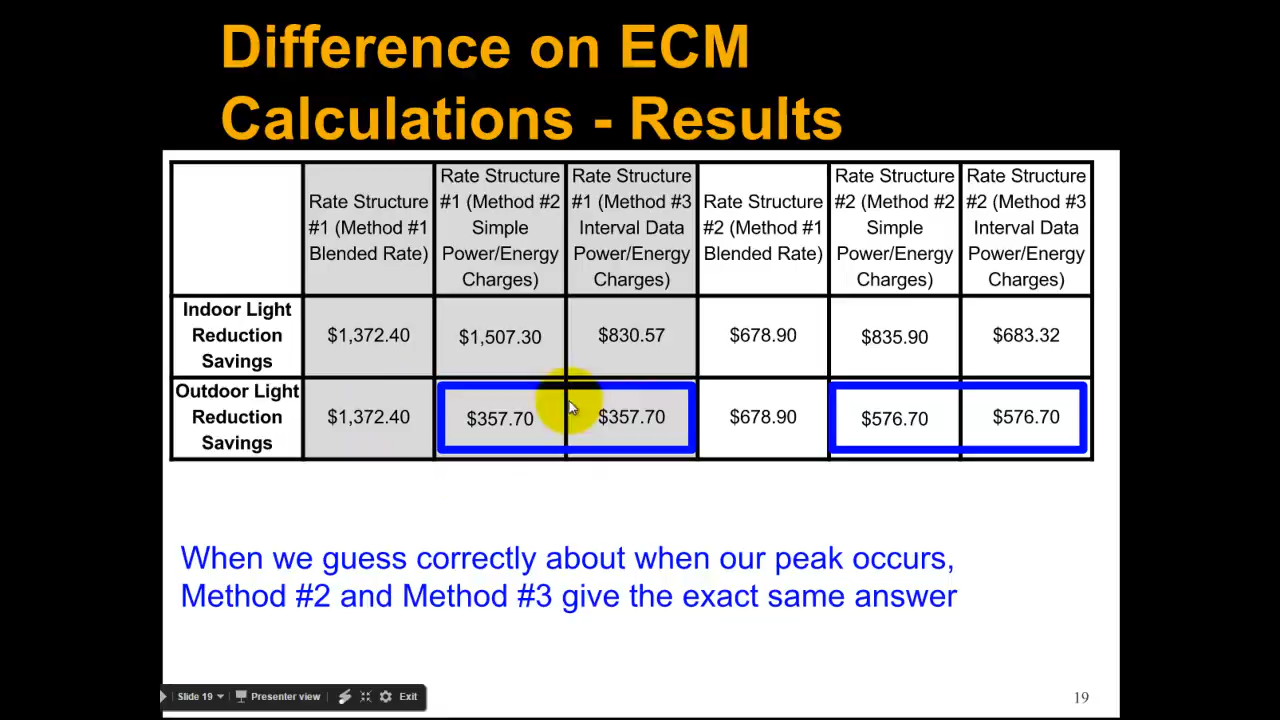 Difference on ECM
Calculations - Results
Rate Structure
#1 (Method #1
Blended Rate)
Rate Structure
#1 (Method #2
Simple
Power/Energy
Charges)
Rate Structure
#1 (Method #3
Interval Data
Power/Energy
Charges)
Rate Structure
#2 (Method #1
Blended Rate)
Rate Structure
#2 (Method #2
Simple
Power/Energy
Charges)
Rate Structure
#2 (Method #3
Interval Data
Power/Energy
Charges)
Indoor Light
Reduction
Savings
$1,372.40
$1,507.30
$830.57
$678.90
$835.90
$683.32
Outdoor Light
Reduction
Savings
$1,372.40
$357.70
$357.70
$678.90
$576.70
$576.70
When we guess correctly about when our peak occurs,
Method #2 and Method #3 give the exact same answer
Slide 19
Presenter view
Exit
19